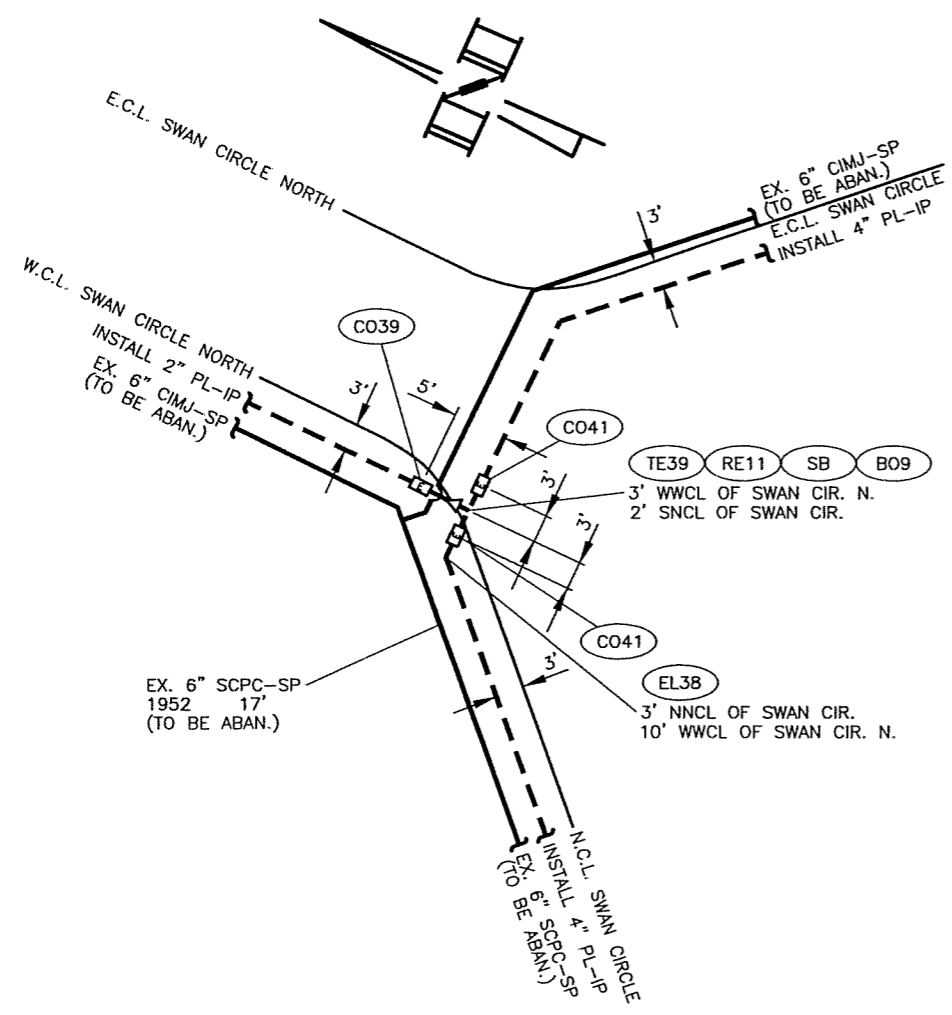 E.C.L. SWAN CIRCLE NORTH
EX. 6" CIMJ-SP
(TO BE ABAN.)
E.C.L. SWAN CIRCLE
INSTALL 4" PL-IP
3'
W.C.L. SWAN CIRCLE NORTH
INSTALL 2" PL-IP
EX. 6" CIMJ-SP
(TO BE ABAN.)
CO39
3'
5'
CO41
TE39 RE11 SB B09
3' WWCL OF SWAN CIR. N.
2' SNCL OF SWAN CIR.
3'
3'
CO41
EL38
3' NNCL OF SWAN CIR.
10' WWCL OF SWAN CIR. N.
3'
EX. 6" SCPC-SP
1952 17'
(TO BE ABAN.)
N.C.L. SWAN CIRCLE
INSTALL 4" PL-IP
EX. 6" SCPC-SP
(TO BE ABAN.)